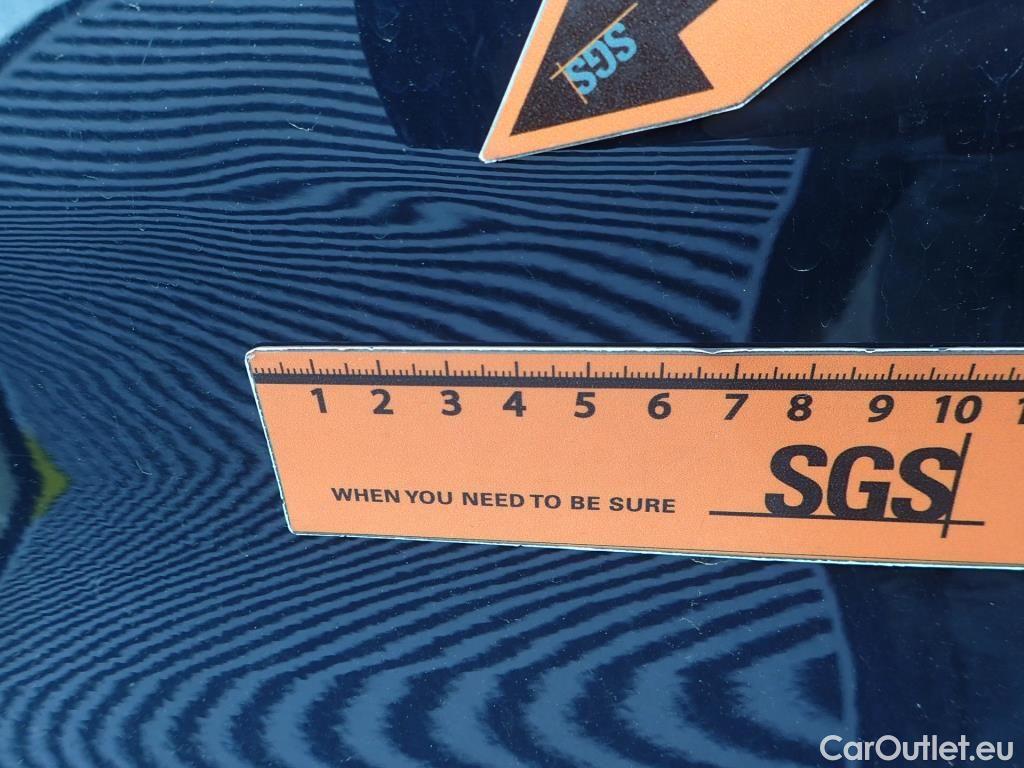 SGS
1 2 3 4 5 6 7 8 9 10
WHEN YOU NEED TO BE SURE
SGS
CarOutlet.eu